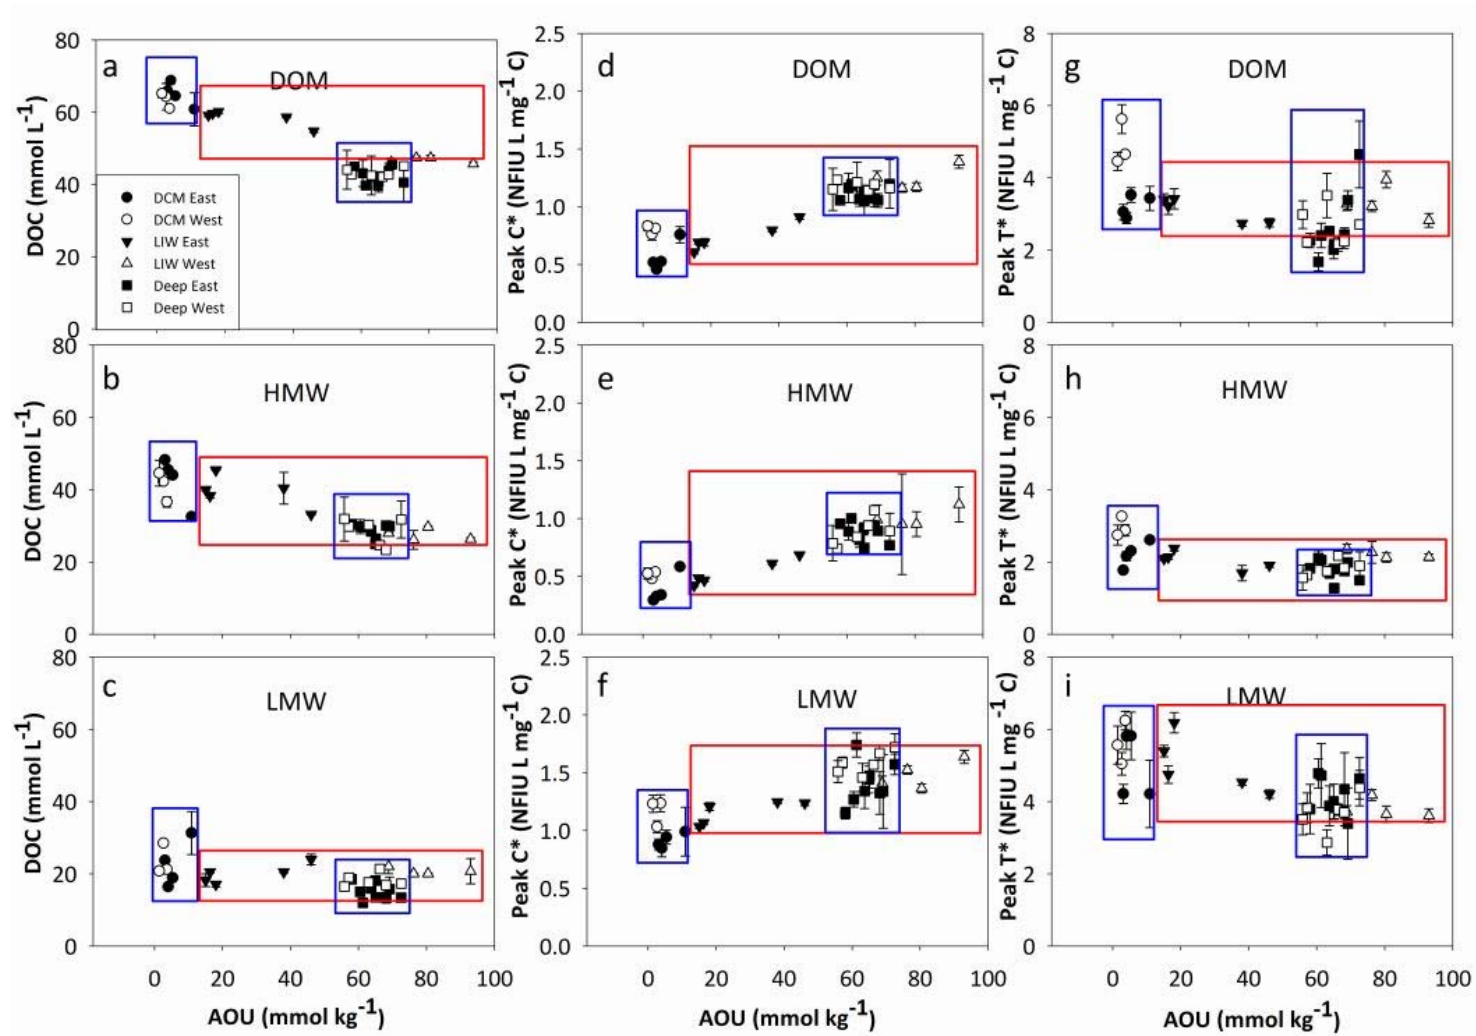 a
DOM
80
60
40
20
0
DOC (mmol L-1)
DCM East
DCM West
LIW East
LIW West
Deep East
Deep West
d
DOM
2.5
2.0
1.5
1.0
0.5
0.0
Peak C* (NFIU L mg-1 C)
g
DOM
8
6
4
2
0
Peak T* (NFIU L mg-1 C)
b
HMW
80
60
40
20
0
DOC (mmol L-1)
e
HMW
2.5
2.0
1.5
1.0
0.5
0.0
Peak C* (NFIU L mg-1 C)
h
HMW
8
6
4
2
0
Peak T* (NFIU L mg-1 C)
c
LMW
80
60
40
20
0
DOC (mmol L-1)
0 20 40 60 80 100
AOU (mmol kg-1)
f
LMW
2.5
2.0
1.5
1.0
0.5
0.0
Peak C* (NFIU L mg-1 C)
0 20 40 60 80 100
AOU (mmol kg-1)
i
LMW
8
6
4
2
0
Peak T* (NFIU L mg-1 C)
0 20 40 60 80 100
AOU (mmol kg-1)